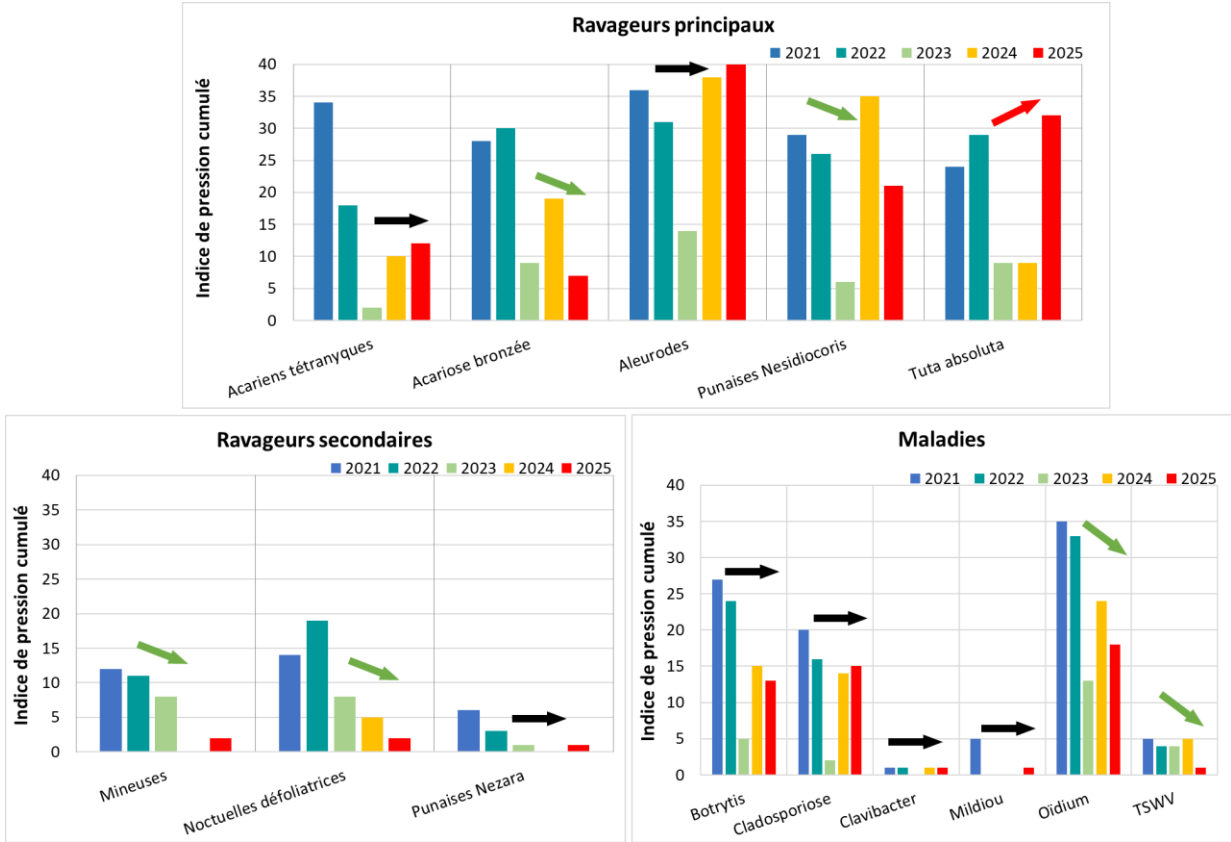 Ravageurs principaux
2021 2022 2023 2024 2025
Indice de pression cumulé
40
35
30
25
20
15
10
5
0
Acariens tétranyques
Acariose bronzée
Aleurodes
Punaises Nesidiocoris
Tuta absoluta
Ravageurs secondaires
2021 2022 2023 2024 2025
Indice de pression cumulé
40
35
30
25
20
15
10
5
0
Mineuses
Noctuelles défoliatrices
Punaises Nezara
Maladies
2021 2022 2023 2024 2025
Indice de pression cumulé
40
35
30
25
20
15
10
5
0
Botrytis
Cladosporiose
Clavibacter
Mildiou
Oïdium
TSWV